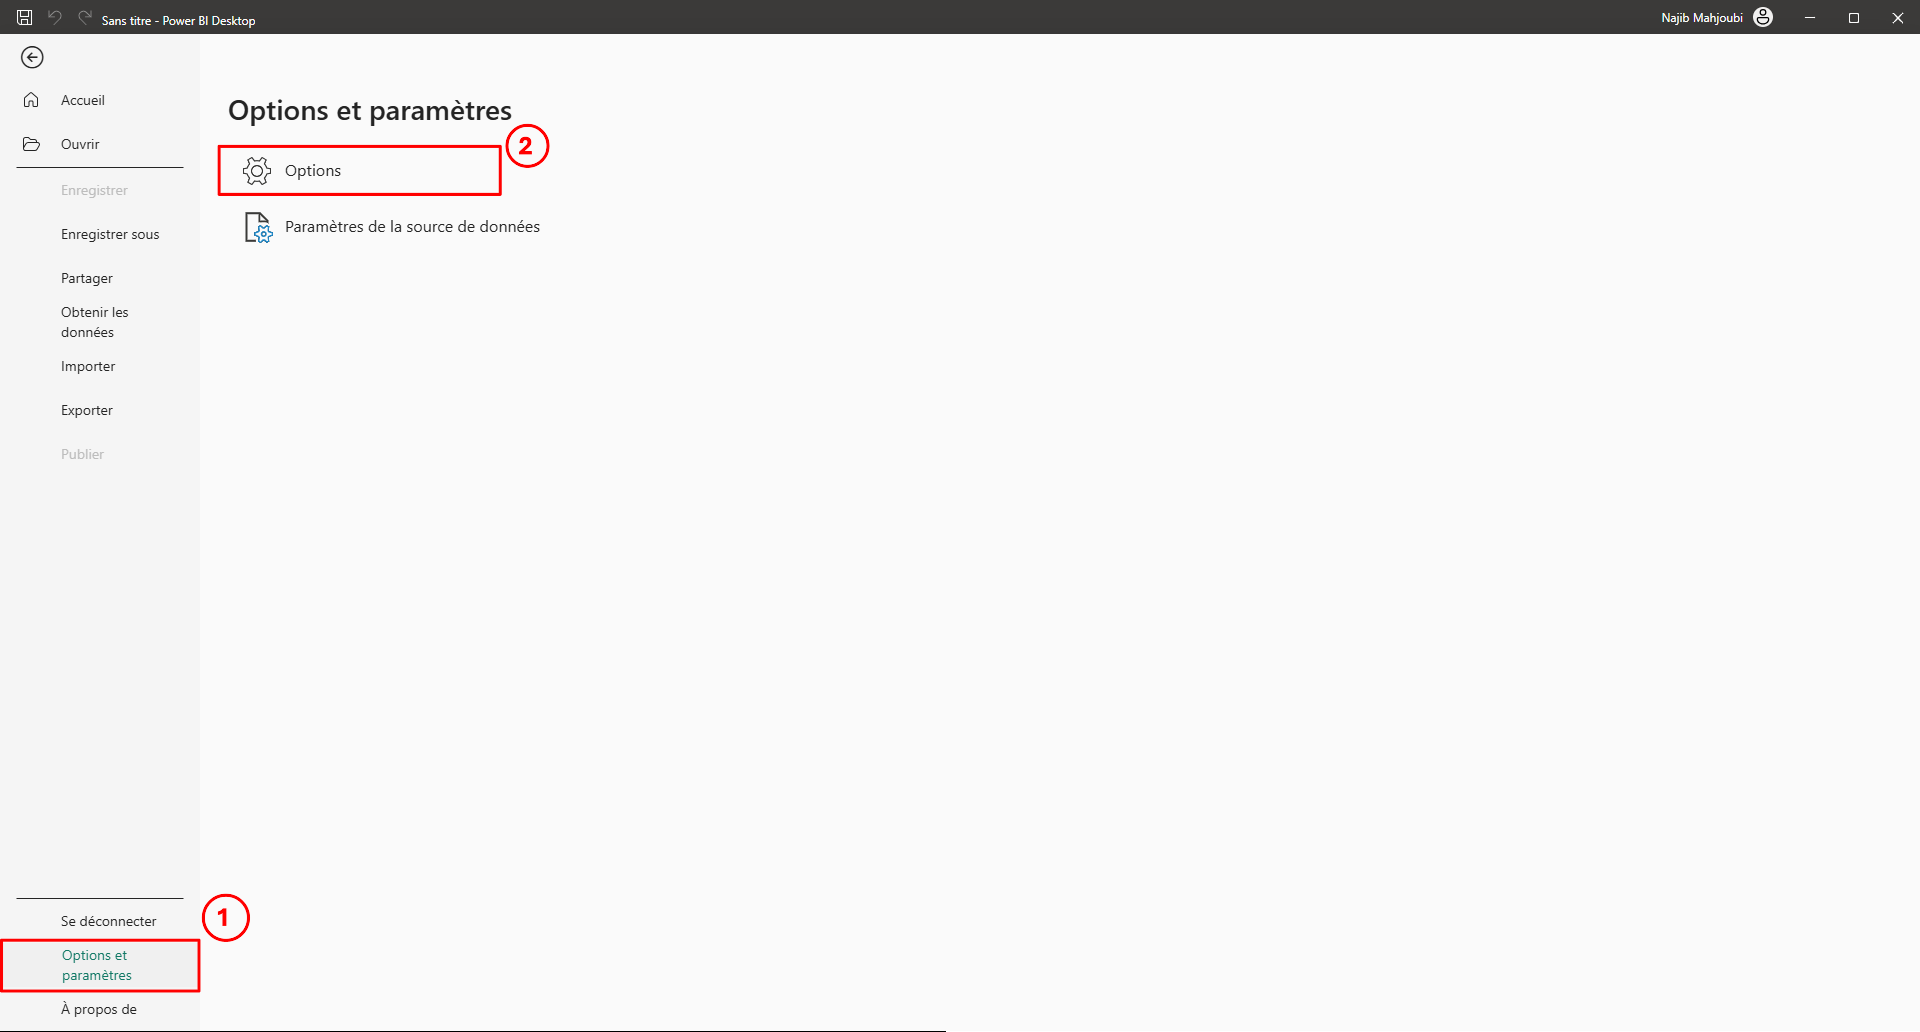 Sans titre - Power BI Desktop
Najib Mahjoubi
Accueil
Ouvrir
Enregistrer
Enregistrer sous
Partager
Obtenir les
données
Importer
Exporter
Publier
Se déconnecter
1
Options et
paramètres
À propos de
Options et paramètres
2
Options
Paramètres de la source de données